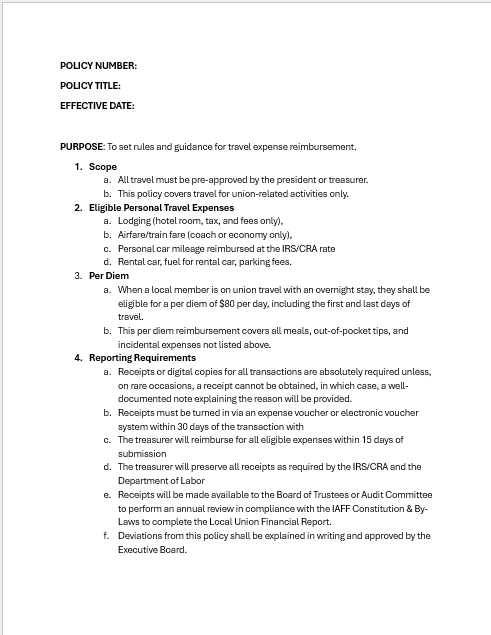 POLICY NUMBER:
POLICY TITLE:
EFFECTIVE DATE:
PURPOSE: To set rules and guidance for travel expense reimbursement.
1. Scope
a. All travel must be pre-approved by the president or treasurer.
b. This policy covers travel for union-related activities only.
2. Eligible Personal Travel Expenses
a. Lodging (hotel room, tax, and fees only),
b. Airfare/train fare (coach or economy only),
c. Personal car mileage reimbursed at the IRS/CRA rate
d. Rental car, fuel for rental car, parking fees.
3. Per Diem
a. When a local member is on union travel with an overnight stay, they shall be
eligible for a per diem of $80 per day, including the first and last days of
travel.
b. This per diem reimbursement covers all meals, out-of-pocket tips, and
incidental expenses not listed above.
4. Reporting Requirements
a. Receipts or digital copies for all transactions are absolutely required unless,
on rare occasions, a receipt cannot be obtained, in which case, a well-
documented note explaining the reason will be provided.
b. Receipts must be turned in via an expense voucher or electronic voucher
system within 30 days of the transaction with
c. The treasurer will reimburse for all eligible expenses within 15 days of
submission
d. The treasurer will preserve all receipts as required by the IRS/CRA and the
Department of Labor
e. Receipts will be made available to the Board of Trustees or Audit Committee
to perform an annual review in compliance with the IAFF Constitution & By-
Laws to complete the Local Union Financial Report.
f. Deviations from this policy shall be explained in writing and approved by the
Executive Board.